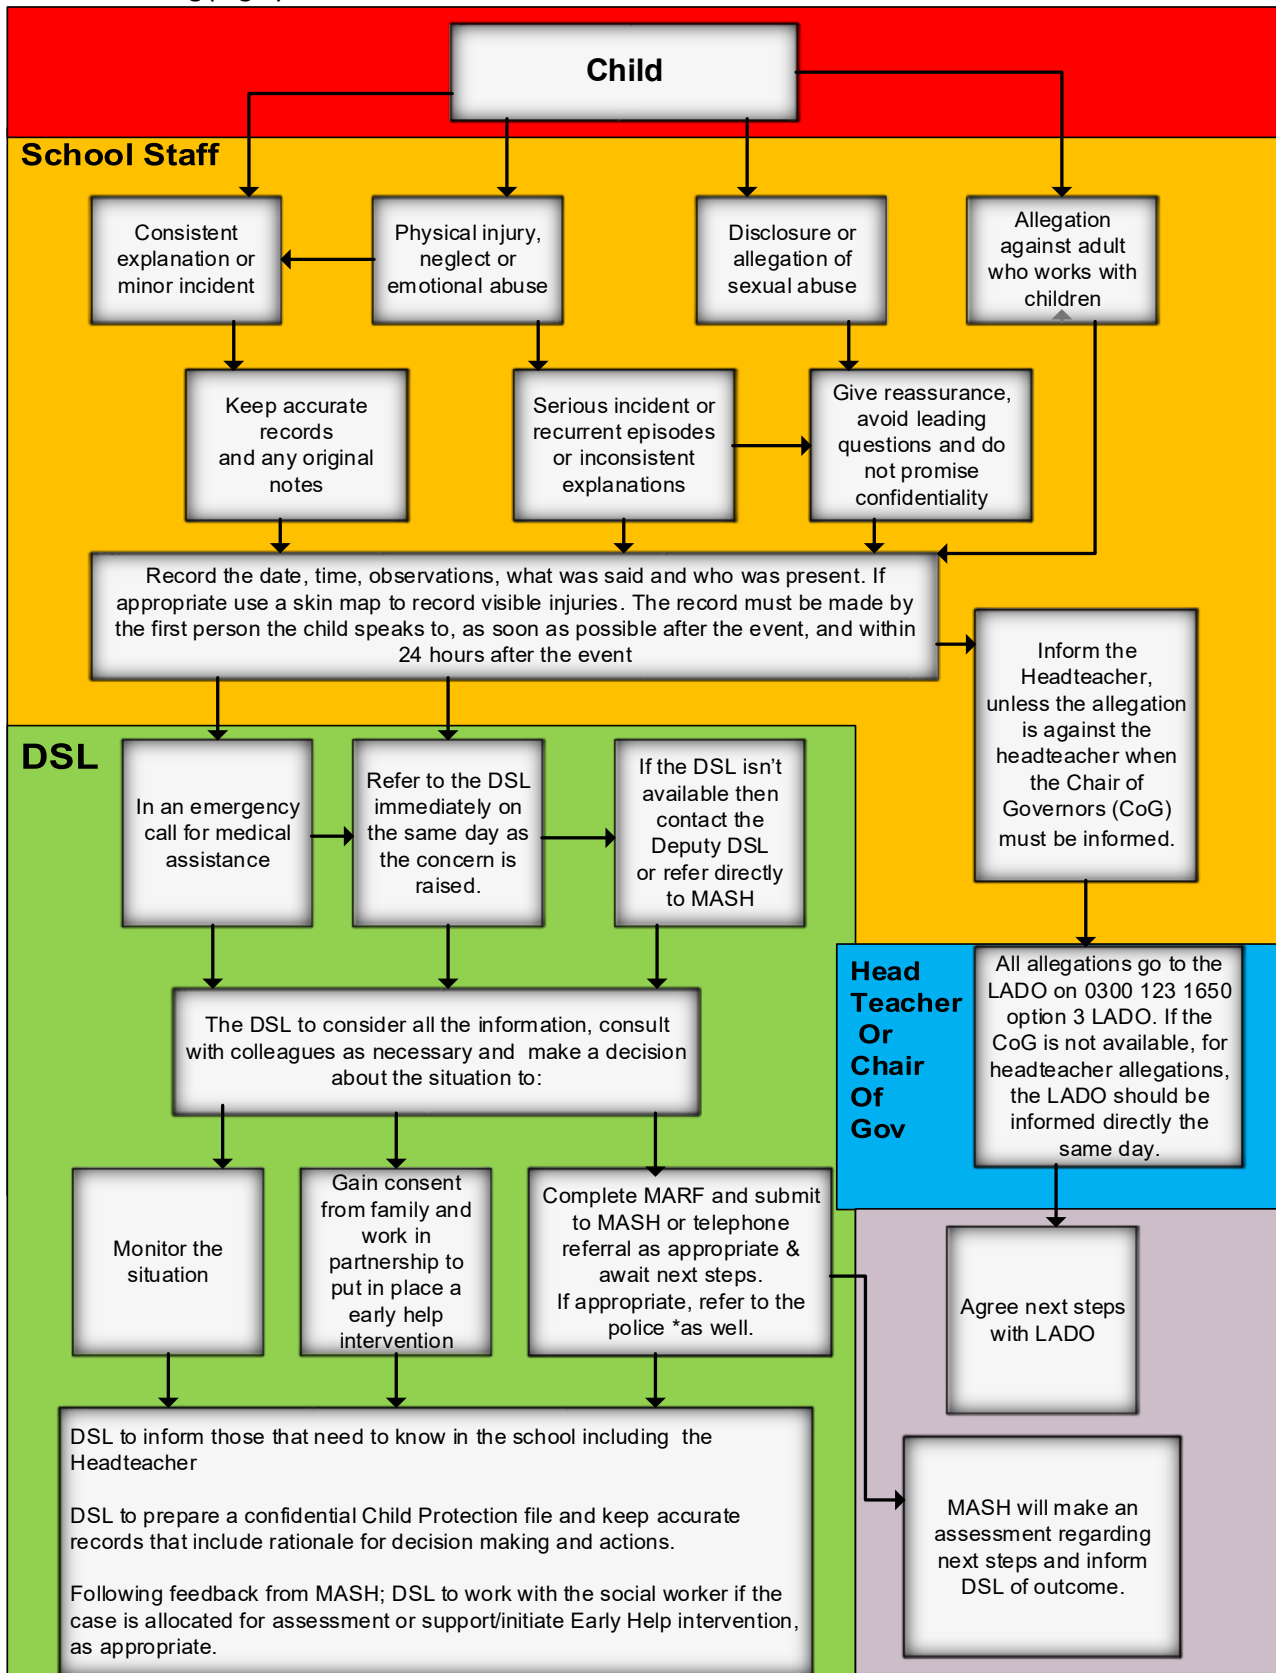 Child
School Staff
Consistent
explanation or
minor incident
Physical injury,
neglect or
emotional abuse
Disclosure or
allegation of
sexual abuse
Allegation
against adult
who works with
children
Keep accurate
records
and any original
notes
Serious incident or
recurrent episodes
or inconsistent
explanations
Give reassurance,
avoid leading
questions and do
not promise
confidentiality
Record the date, time, observations, what was said and who was present. If
appropriate use a skin map to record visible injuries. The record must be made by
the first person the child speaks to, as soon as possible after the event, and within
24 hours after the event
Inform the
Headteacher,
unless the allegation
is against the
headteacher when
the Chair of
Governors (CoG)
must be informed.
DSL
In an emergency
call for medical
assistance
Refer to the DSL
immediately on
the same day as
the concern is
raised.
If the DSL isn’t
available then
contact the
Deputy DSL
or refer directly
to MASH
The DSL to consider all the information, consult
with colleagues as necessary and make a decision
about the situation to:
Head
Teacher
Or
Chair
Of
Gov
All allegations go to the
LADO on 0300 123 1650
option 3 LADO. If the
CoG is not available, for
headteacher allegations,
the LADO should be
informed directly the
same day.
Monitor the
situation
Gain consent
from family and
work in
partnership to
put in place a
early help
intervention
Complete MARF and submit
to MASH or telephone
referral as appropriate &
await next steps.
If appropriate, refer to the
police *as well.
Agree next steps
with LADO
DSL to inform those that need to know in the school including the
Headteacher
DSL to prepare a confidential Child Protection file and keep accurate
records that include rationale for decision making and actions.
Following feedback from MASH; DSL to work with the social worker if the
case is allocated for assessment or support/initiate Early Help intervention,
as appropriate.
MASH will make an
assessment regarding
next steps and inform
DSL of outcome.